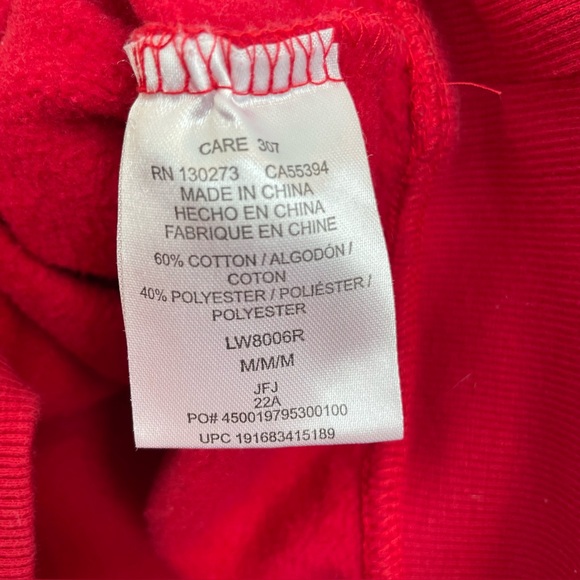 CARE 307
RN 130273 CA55394
MADE IN CHINA
HECHO EN CHINA
FABRIQUE EN CHINE
60% COTTON / ALGODÓN /
COTON
40% POLYESTER / POLIÉSTER /
POLYESTER
LW8006R
M/M/M
JFJ
22A
PO# 450019795300100
UPC 191683415189